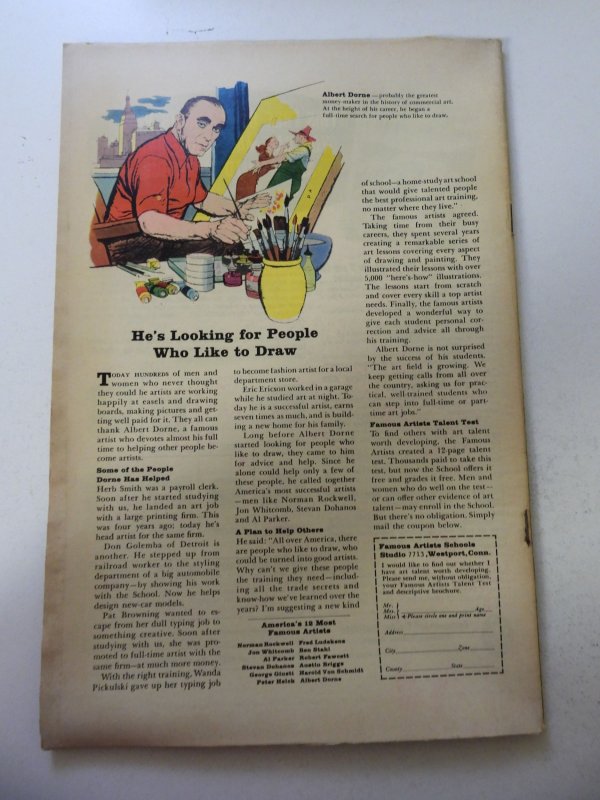 Albert Dorne—probably the greatest
money-maker in the history of commercial art.
At the height of his career, he began a
full-time search for people who like to draw.
He's Looking for People
Who Like to Draw
TODAY HUNDREDS of men and
women who never thought
they could be artists are working
happily at easels and drawing
boards, making pictures and get-
ting well paid for it. They all can
thank Albert Dorne, a famous
artist who devotes almost his full
time to helping other people be-
come artists.
Some of the People
Dorne Has Helped
Herb Smith was a payroll clerk.
Soon after he started studying
with us, he landed an art job
with a large printing firm. This
was four years ago; today he's
head artist for the same firm.
Don Golemba of Detroit is
another. He stepped up from
railroad worker to the styling
department of a big automobile
company—by showing his work
with the School. Now he helps
design new-car models.
Pat Browning wanted to es-
cape from her dull typing job to
something creative. Soon after
studying with us, she was pro-
moted to full-time artist with the
same firm—at much more money.
With the right training, Wanda
Pickulski gave up her typing job
to become fashion artist for a local
department store.
Eric Ericson worked in a garage
while he studied art at night. To-
day he is a successful artist, earns
seven times as much, and is build-
ing a new home for his family.
Long before Albert Dorne
started looking for people who
like to draw, they came to him
for advice and help. Since he
alone could help only a few of
these people, he called together
America's most successful artists
—men like Norman Rockwell,
Jon Whitcomb, Stevan Dohanos
and Al Parker.
A Plan to Help Others
He said: "All over America, there
are people who like to draw, who
could be turned into good artists.
Why can't we give these people
the training they need—includ-
ing all the trade secrets and
know-how we've learned over the
years? I'm suggesting a new kind
America's 12 Most
Famous Artists
Norman Rockwell Fred Ludekens
Jon Whitcomb Ben Stahl
Al Parker Robert Fawcett
Stevan Dohanos Austin Briggs
George Giusti Harold Von Schmidt
Peter Helck Albert Dorne
of school—a home-study art school
that would give talented people
the best professional art training,
no matter where they live."
The famous artists agreed.
Taking time from their busy
careers, they spent several years
creating a remarkable series of
art lessons covering every aspect
of drawing and painting. They
illustrated their lessons with over
5,000 "here's-how" illustrations.
The lessons start from scratch
and cover every skill a top artist
needs. Finally, the famous artists
developed a wonderful way to
give each student personal cor-
rection and advice all through
his training.
Albert Dorne is not surprised
by the success of his students.
"The art field is growing. We
keep getting calls from all over
the country, asking us for prac-
tical, well-trained students who
can step into full-time or part-
time art jobs."
Famous Artists Talent Test
To find others with art talent
worth developing, the Famous
Artists created a 12-page talent
test. Thousands paid to take this
test, but now the School offers it
free and grades it free. Men and
women who do well on the test—
or can offer other evidence of art
talent—may enroll in the School.
But there's no obligation. Simply
mail the coupon below.
Famous Artists Schools
Studio 7715, Westport, Conn.
I would like to find out whether I
have art talent worth developing.
Please send me, without obligation,
your Famous Artists Talent Test
and descriptive brochure.
Mr.
Mrs. Age
Miss Please circle one and print name
Address
City Zone
County State